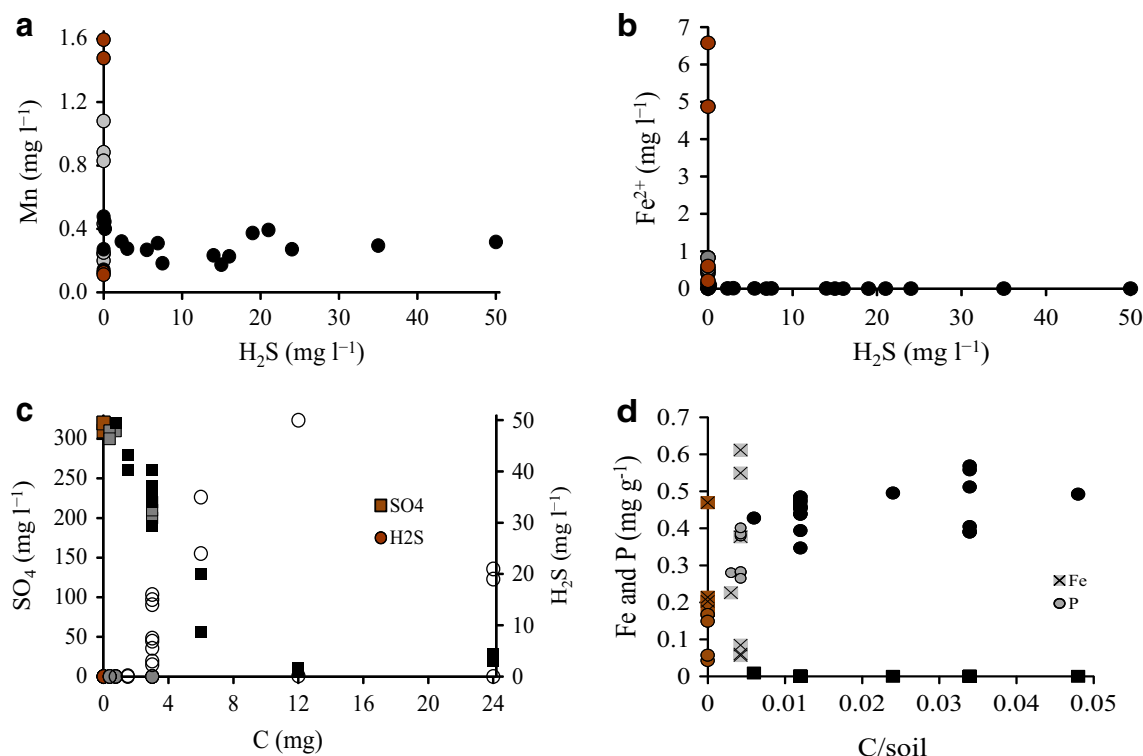 a
1.6
1.2
0.8
0.4
0.0
Mn (mg l⁻¹)
0 10 20 30 40 50
H₂S (mg l⁻¹)
b
7
6
5
4
3
2
1
0
Fe²⁺ (mg l⁻¹)
0 10 20 30 40 50
H₂S (mg l⁻¹)
c
300
250
200
150
100
50
0
SO₄ (mg l⁻¹)
50
40
30
20
10
0
H₂S (mg l⁻¹)
SO4
H2S
0 4 8 12 16 20 24
C (mg)
d
0.7
0.6
0.5
0.4
0.3
0.2
0.1
0
Fe and P (mg g⁻¹)
Fe
P
0 0.01 0.02 0.03 0.04 0.05
C/soil